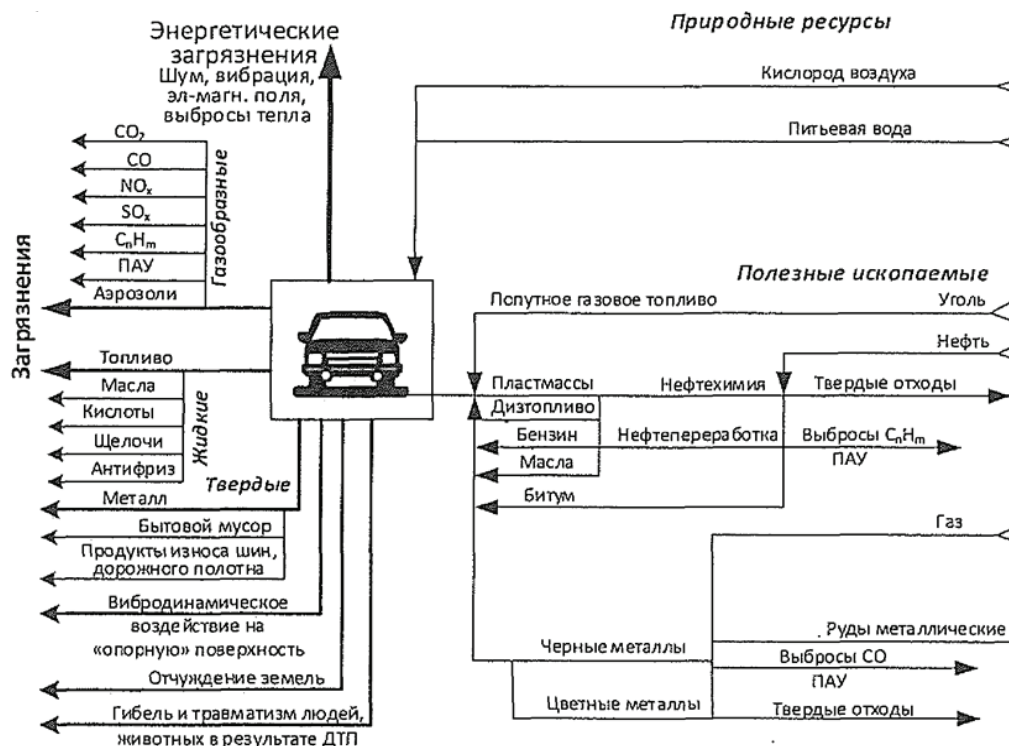 Энергетические
загрязнения
Шум, вибрация,
эл-магн. поля,
выбросы тепла
Природные ресурсы
Кислород воздуха
Питьевая вода
Загрязнения
Газообразные
CO₂
CO
NOₓ
SOₓ
CₙHₘ
ПАУ
Аэрозоли
Жидкие
Топливо
Масла
Кислоты
Щелочи
Антифриз
Твердые
Металл
Бытовой мусор
Продукты износа шин,
дорожного полотна
Вибродинамическое
воздействие на
«опорную» поверхность
Отчуждение земель
Гибель и травматизм людей,
животных в результате ДТП
Полезные ископаемые
Попутное газовое топливо
Уголь
Нефть
Пластмассы
Нефтехимия
Твердые отходы
Дизтопливо
Бензин
Нефтепереработка
Выбросы CₙHₘ
ПАУ
Масла
Битум
Газ
Руды металлические
Черные металлы
Выбросы CO
ПАУ
Цветные металлы
Твердые отходы